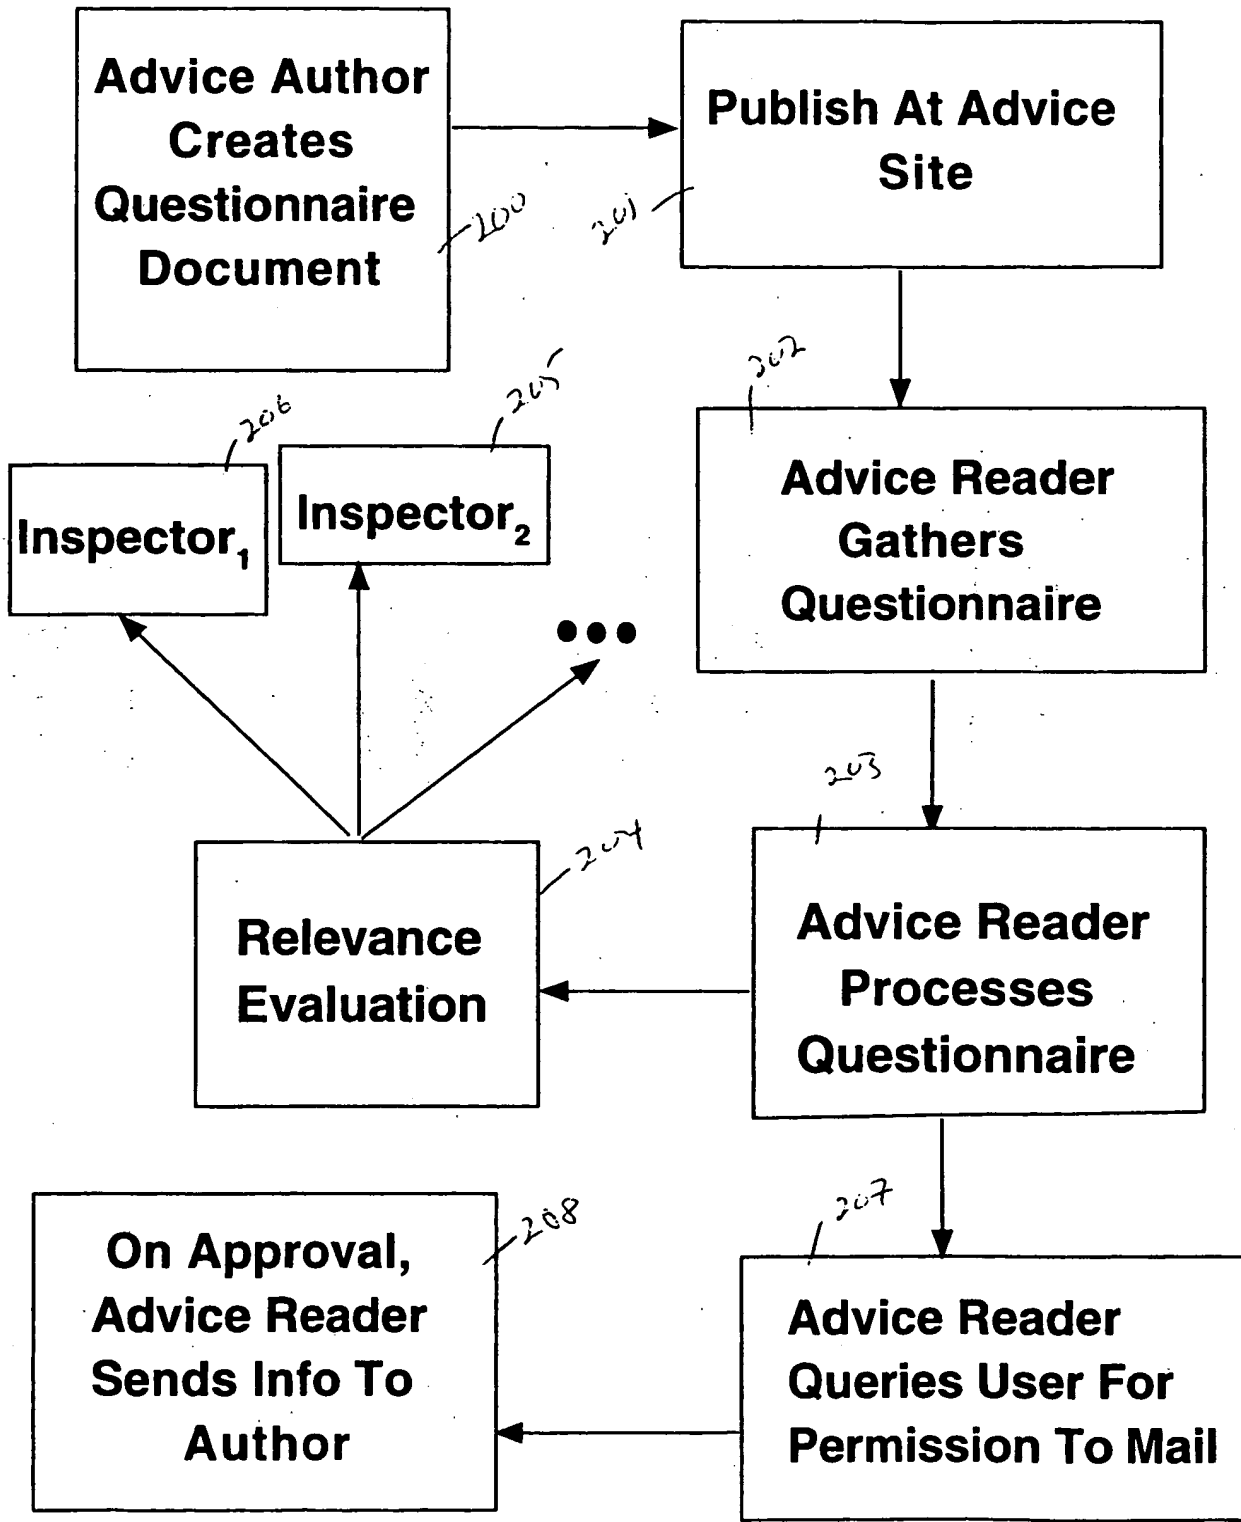 Advice Author
Creates
Questionnaire
Document
200
Publish At Advice
Site
201
202
Advice Reader
Gathers
Questionnaire
206
Inspector₁
205
Inspector₂
•••
203
Advice Reader
Processes
Questionnaire
204
Relevance
Evaluation
207
Advice Reader
Queries User For
Permission To Mail
208
On Approval,
Advice Reader
Sends Info To
Author